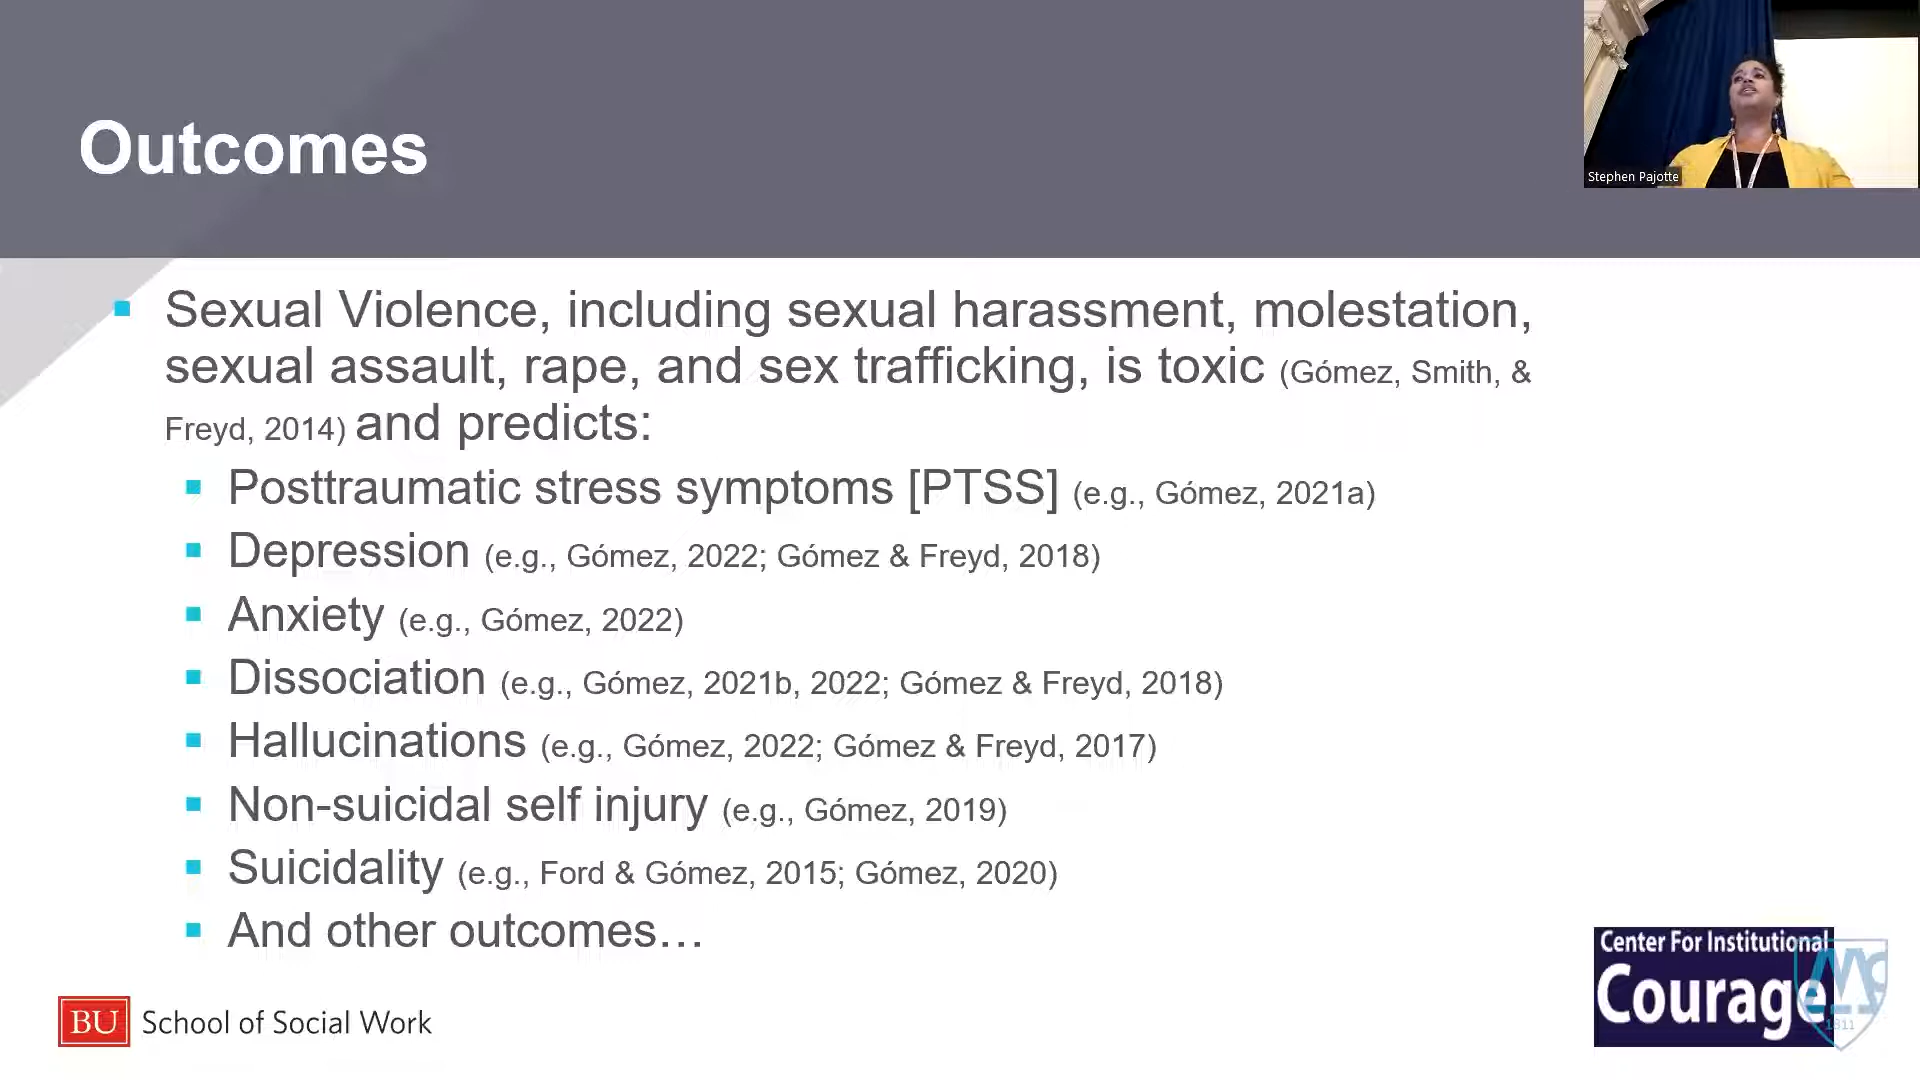 Outcomes
Stephen Pajotte
Sexual Violence, including sexual harassment, molestation,
sexual assault, rape, and sex trafficking, is toxic (Gómez, Smith, &
Freyd, 2014) and predicts:
Posttraumatic stress symptoms [PTSS] (e.g., Gómez, 2021a)
Depression (e.g., Gómez, 2022; Gómez & Freyd, 2018)
Anxiety (e.g., Gómez, 2022)
Dissociation (e.g., Gómez, 2021b, 2022; Gómez & Freyd, 2018)
Hallucinations (e.g., Gómez, 2022; Gómez & Freyd, 2017)
Non-suicidal self injury (e.g., Gómez, 2019)
Suicidality (e.g., Ford & Gómez, 2015; Gómez, 2020)
And other outcomes…
BU School of Social Work
Center For Institutional
Courage
1811